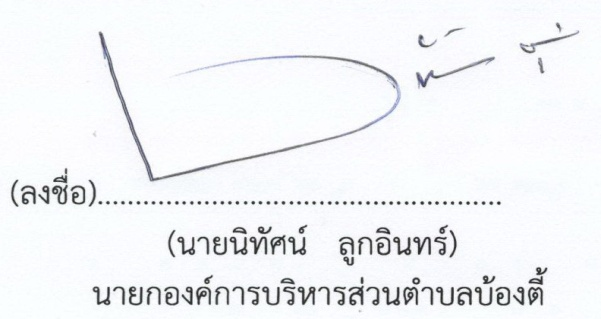 (ลงชื่อ)......................................................
(นายนิทัศน์ ลูกอินทร์)
นายกองค์การบริหารส่วนตำบลบ้องตี้